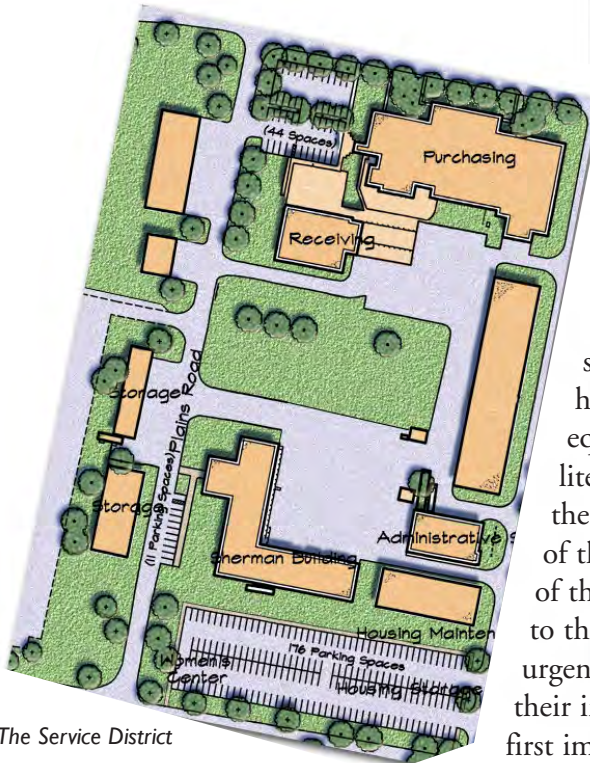 (44 Spaces)
Purchasing
Receiving
Storage
Plains Road
Storage
(11 Parking Spaces)
Sherman Building
Administrative S
Housing Mainten
176 Parking Spaces
Women's
Center
Housing Storage
The Service District
s
h
eq
lite
the
of th
of th
to th
urgen
their i
first im